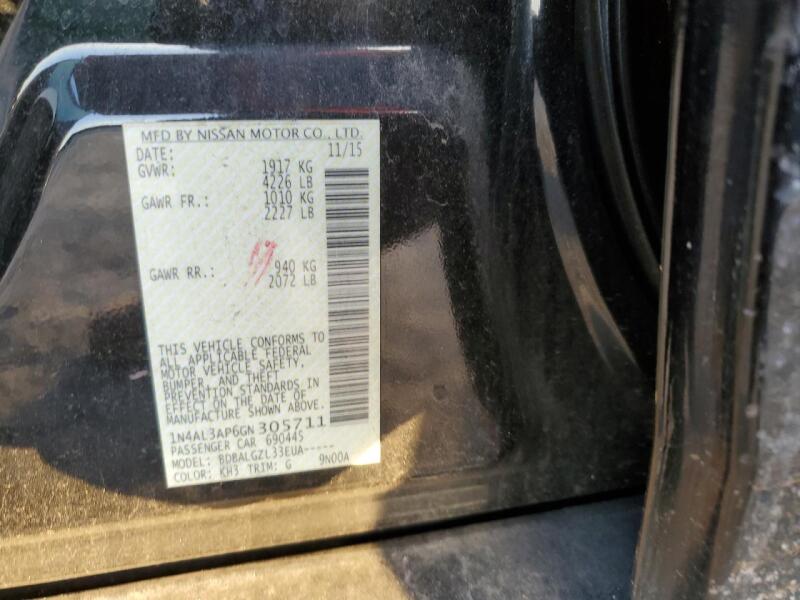 MFD BY NISSAN MOTOR CO., LTD.
DATE: 11/15
GVWR: 1917 KG
4226 LB
GAWR FR.: 1010 KG
2227 LB
GAWR RR.: 940 KG
2072 LB
THIS VEHICLE CONFORMS TO
ALL APPLICABLE FEDERAL
MOTOR VEHICLE SAFETY,
BUMPER, AND THEFT
PREVENTION STANDARDS IN
EFFECT ON THE DATE OF
MANUFACTURE SHOWN ABOVE.
1N4AL3AP6GN305711
PASSENGER CAR 690445
MODEL: BDBALGZL33EUA-----
COLOR: KH3 TRIM: G 9N00A